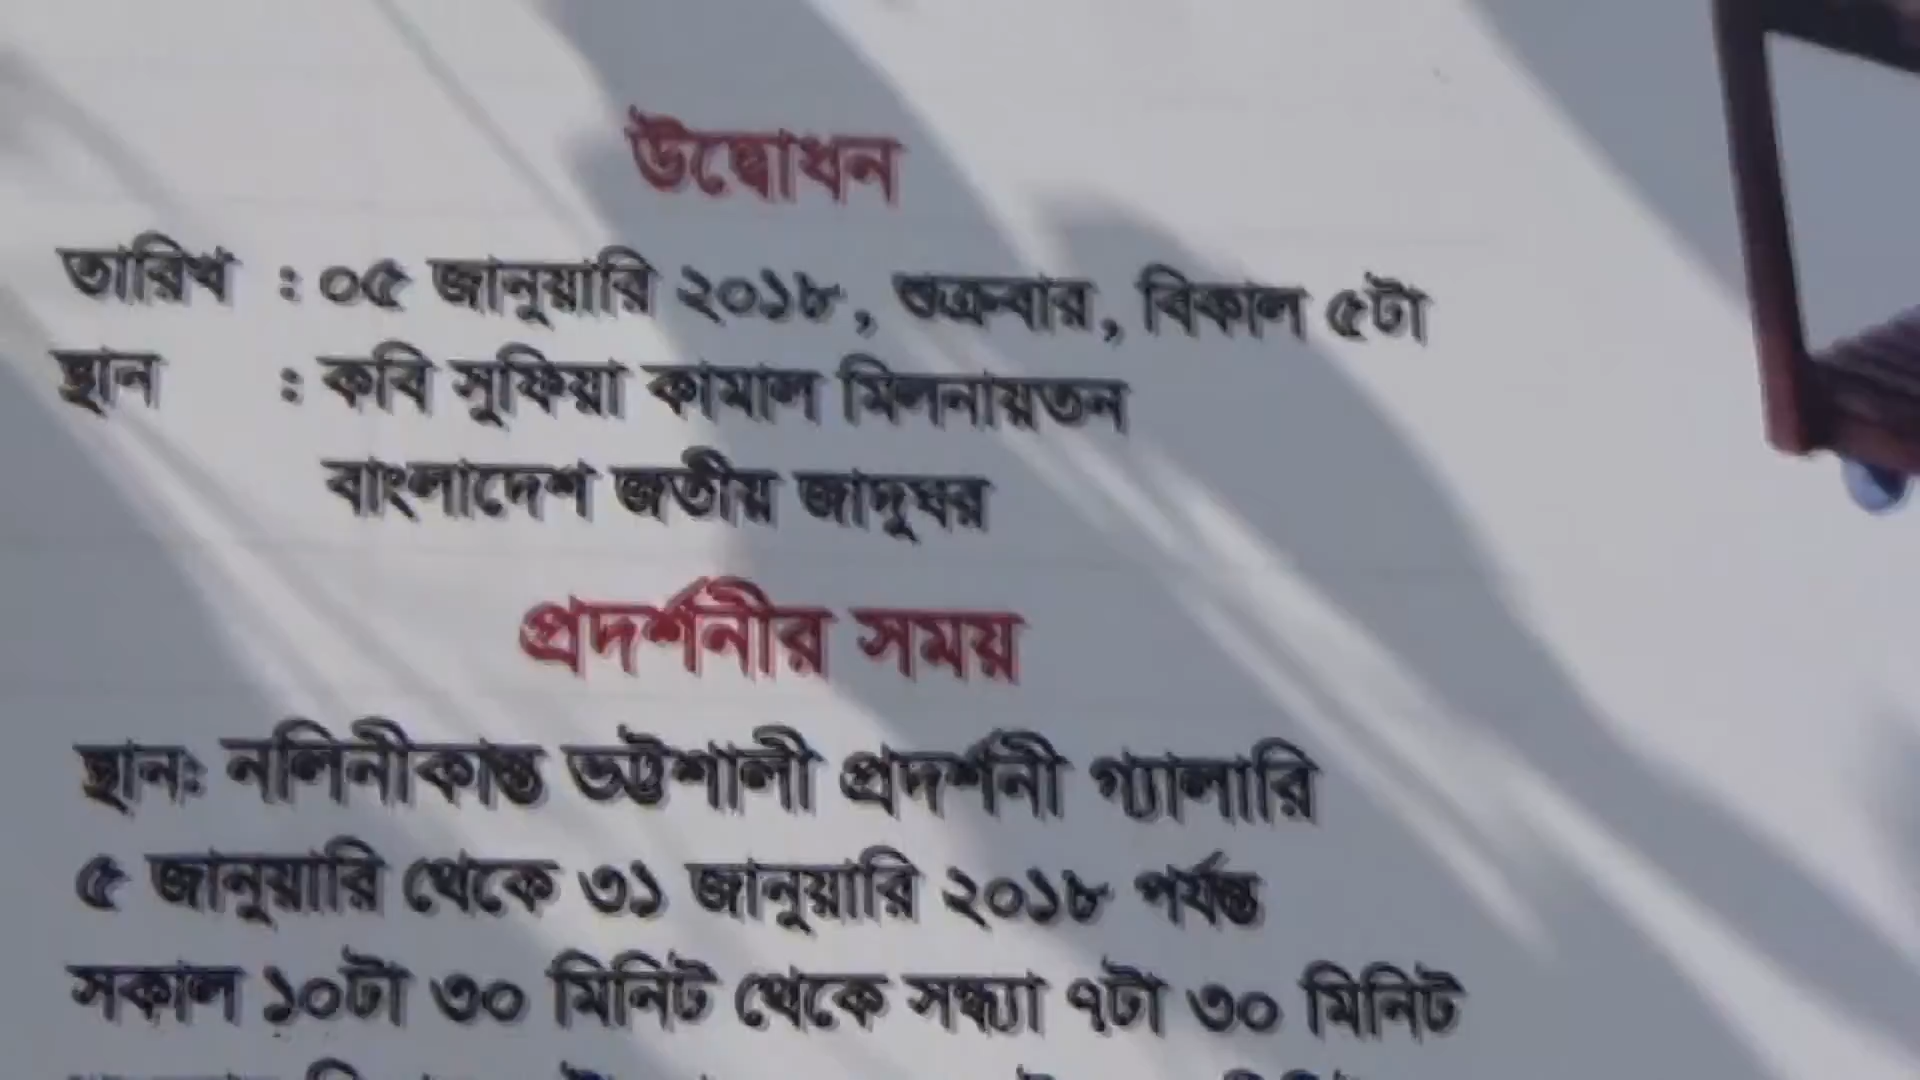 উদ্বোধন
তারিখ : ০৫ জানুয়ারি ২০১৮, শুক্রবার, বিকাল ৫টা
স্থান : কবি সুফিয়া কামাল মিলনায়তন
বাংলাদেশ জতীয় জাদুঘর
প্রদর্শনীর সময়
স্থান: নলিনীকান্ত ভট্টশালী প্রদর্শনী গ্যালারি
৫ জানুয়ারি থেকে ৩১ জানুয়ারি ২০১৮ পর্যন্ত
সকাল ১০টা ৩০ মিনিট থেকে সন্ধ্যা ৭টা ৩০ মিনিট